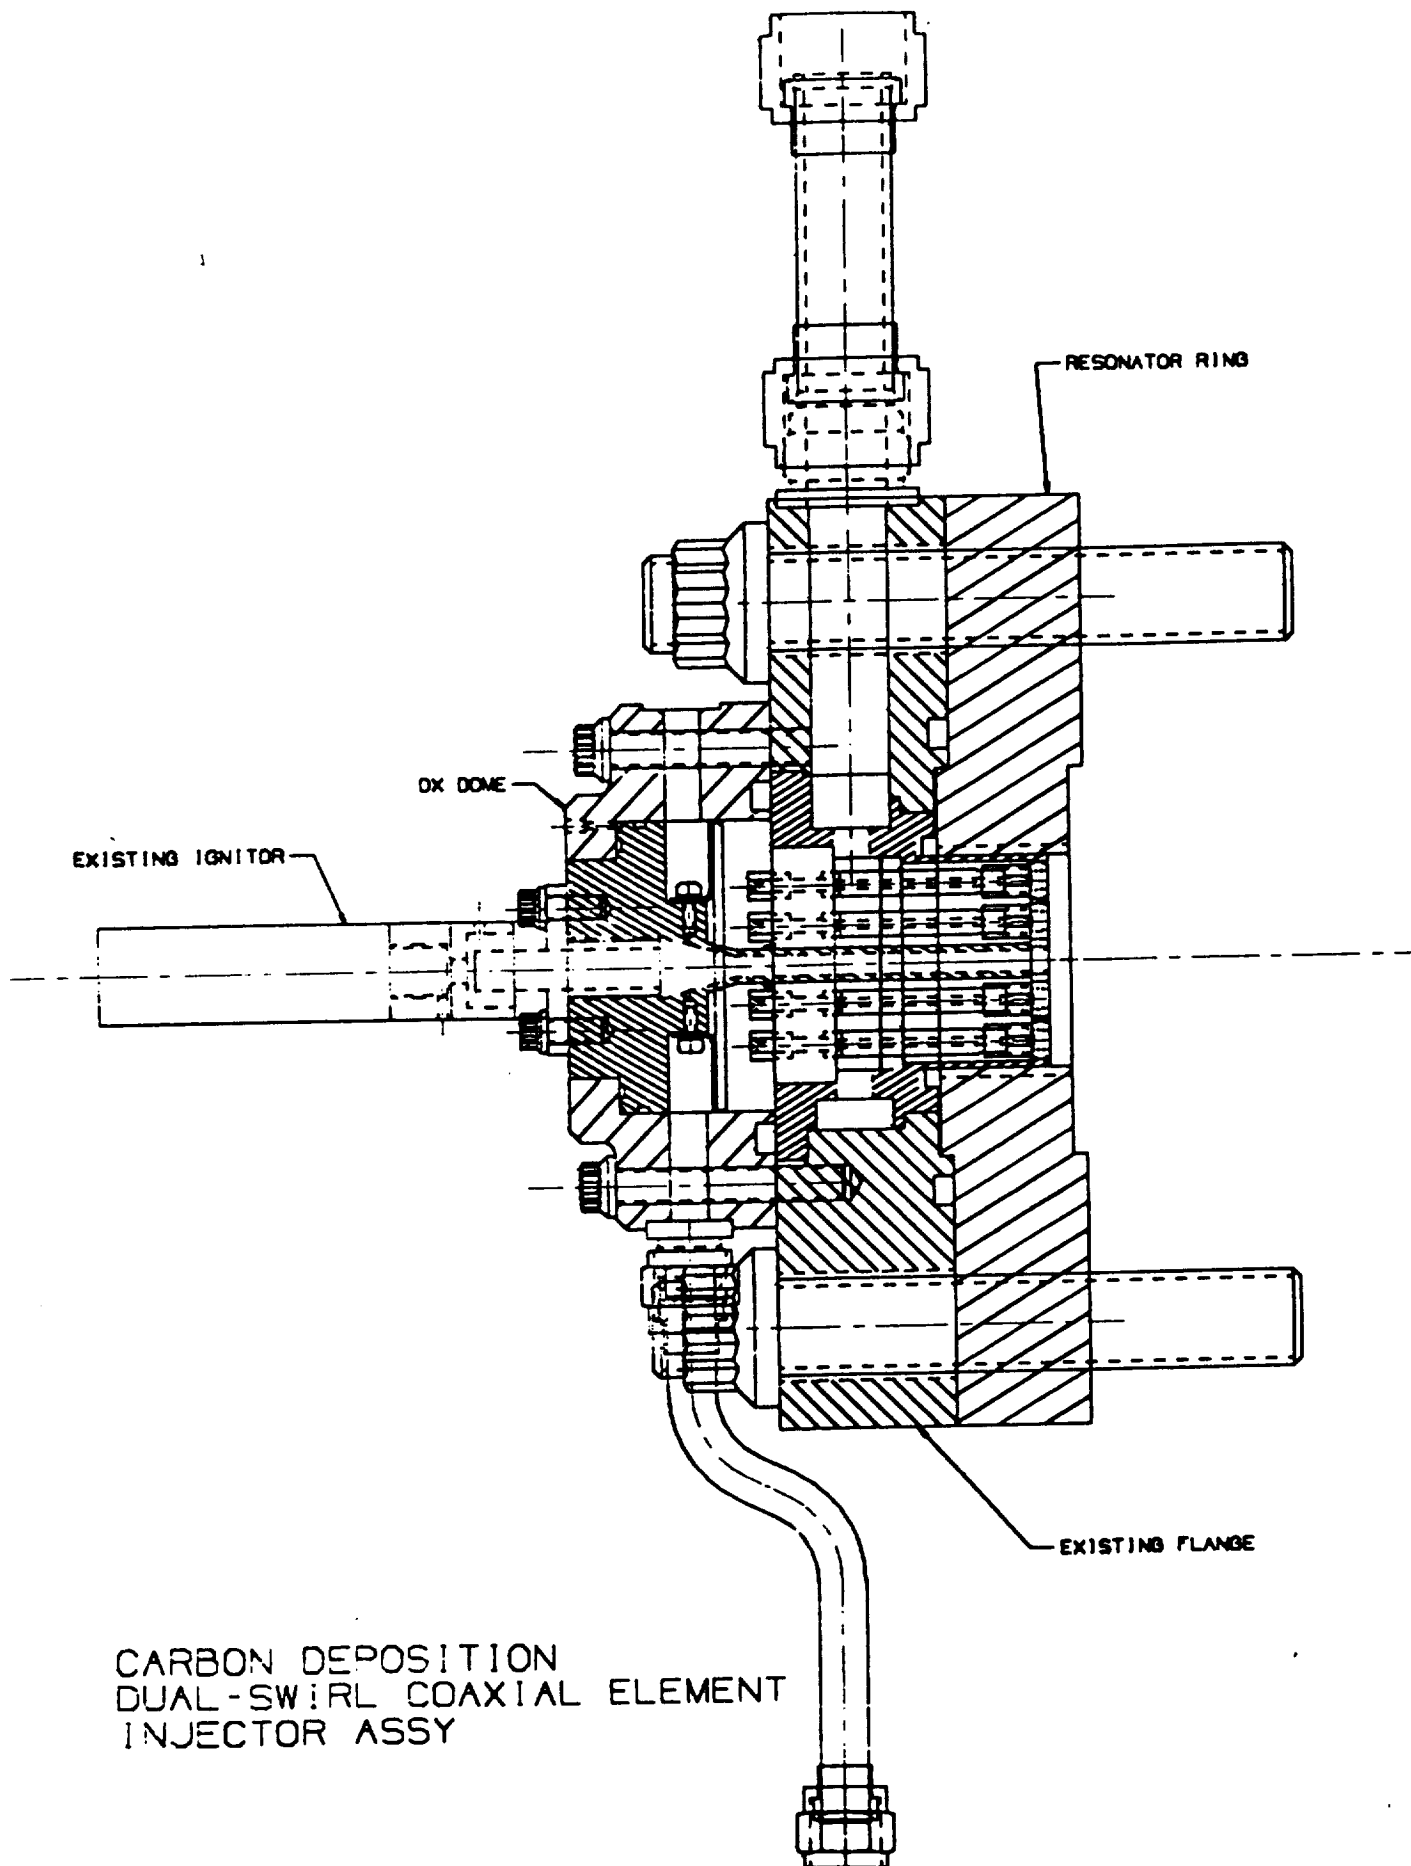 RESONATOR RING
OX DOME
EXISTING IGNITOR
EXISTING FLANGE
CARBON DEPOSITION
DUAL-SWIRL COAXIAL ELEMENT
INJECTOR ASSY